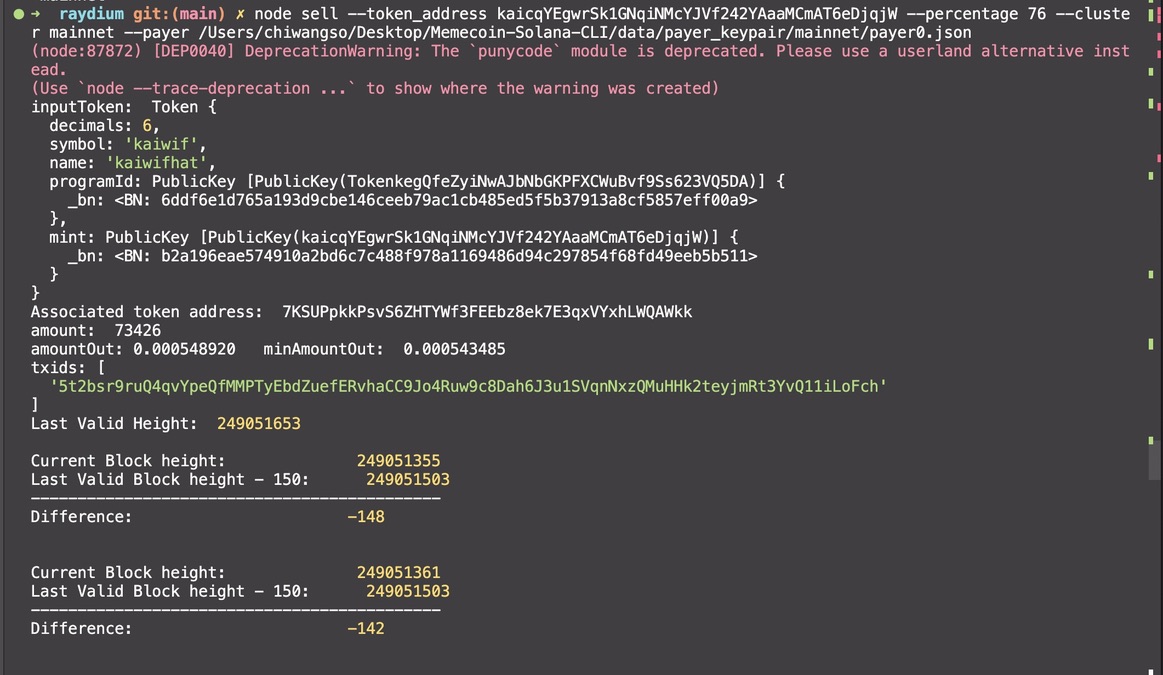 ➜  raydium git:(main) ✗ node sell --token_address kaicqYEgwrSk1GNqiNMcYJVf242YAaaMCmAT6eDjqjW --percentage 76 --cluste
r mainnet --payer /Users/chiwangso/Desktop/Memecoin-Solana-CLI/data/payer_keypair/mainnet/payer0.json
(node:87872) [DEP0040] DeprecationWarning: The `punycode` module is deprecated. Please use a userland alternative inst
ead.
(Use `node --trace-deprecation ...` to show where the warning was created)
inputToken:  Token {
  decimals: 6,
  symbol: 'kaiwif',
  name: 'kaiwifhat',
  programId: PublicKey [PublicKey(TokenkegQfeZyiNwAJbNbGKPFXCWuBvf9Ss623VQ5DA)] {
    _bn: <BN: 6ddf6e1d765a193d9cbe146ceeb79ac1cb485ed5f5b37913a8cf5857eff00a9>
  },
  mint: PublicKey [PublicKey(kaicqYEgwrSk1GNqiNMcYJVf242YAaaMCmAT6eDjqjW)] {
    _bn: <BN: b2a196eae574910a2bd6c7c488f978a1169486d94c297854f68fd49eeb5b511>
  }
}
Associated token address:  7KSUPpkkPsvS6ZHTYWf3FEEbz8ek7E3qxVYxhLWQAWkk
amount:  73426
amountOut: 0.000548920   minAmountOut:  0.000543485
txids: [
  '5t2bsr9ruQ4qvYpeQfMMPTyEbdZuefERvhaCC9Jo4Ruw9c8Dah6J3u1SVqnNxzQMuHHk2teyjmRt3YvQ11iLoFch'
]
Last Valid Height:  249051653
Current Block height:              249051355
Last Valid Block height - 150:      249051503
--------------------------------------------
Difference:                       -148
Current Block height:              249051361
Last Valid Block height - 150:      249051503
--------------------------------------------
Difference:                       -142